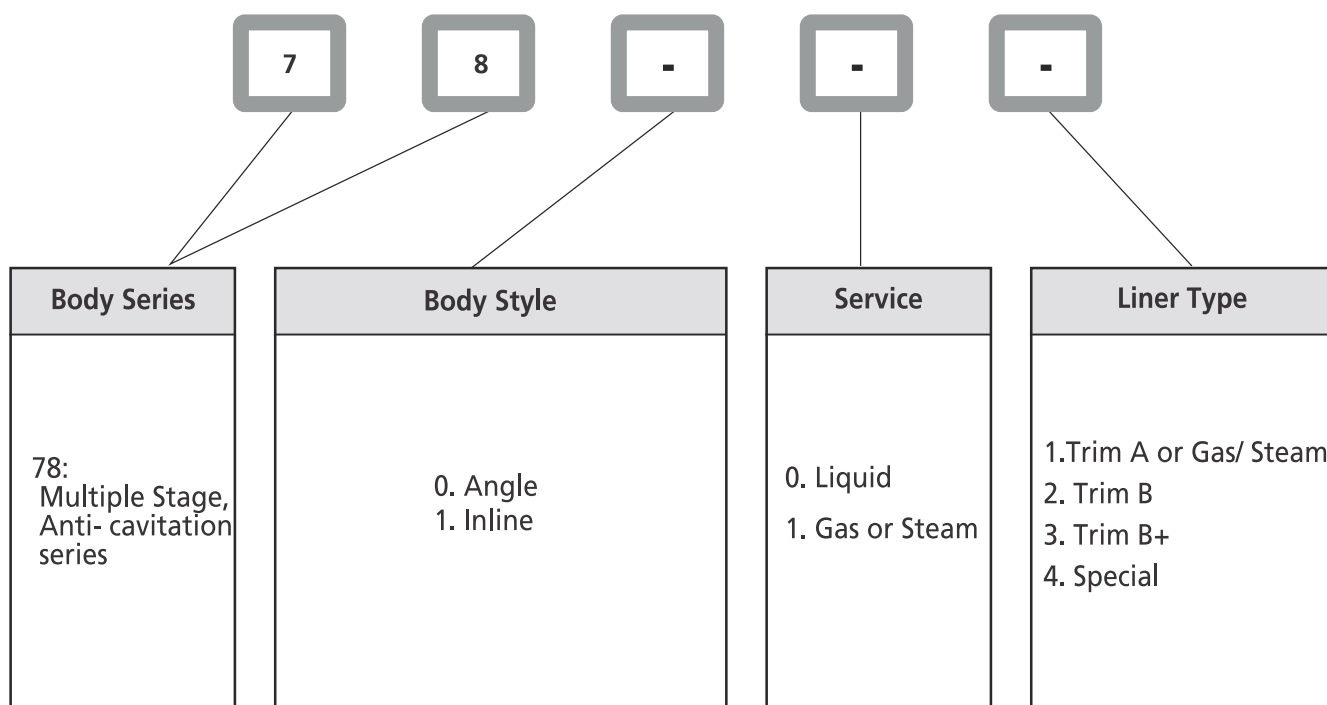 7 8 - - -
Body Series
Body Style
Service
Liner Type
78:
Multiple Stage,
Anti- cavitation
series
0. Angle
1. Inline
0. Liquid
1. Gas or Steam
1.Trim A or Gas/ Steam
2. Trim B
3. Trim B+
4. Special